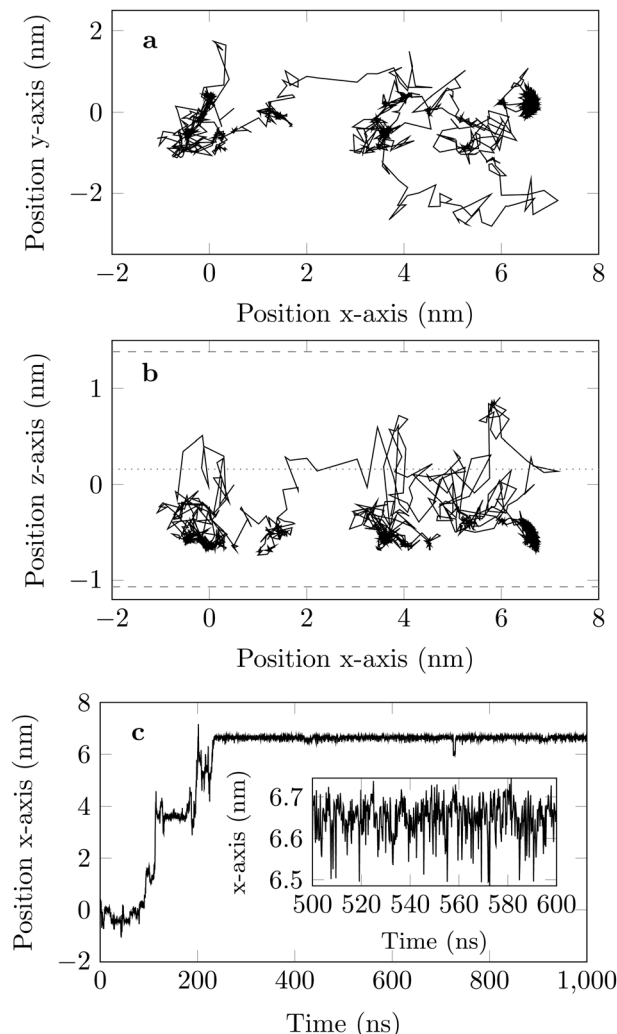 2
0
−2
Position y-axis (nm)
a
−2 0 2 4 6 8
Position x-axis (nm)
1
0
−1
Position z-axis (nm)
b
−2 0 2 4 6 8
Position x-axis (nm)
8
6
4
2
0
−2
Position x-axis (nm)
c
6.7
6.6
6.5
x-axis (nm)
500 520 540 560 580 600
Time (ns)
0 200 400 600 800 1,000
Time (ns)